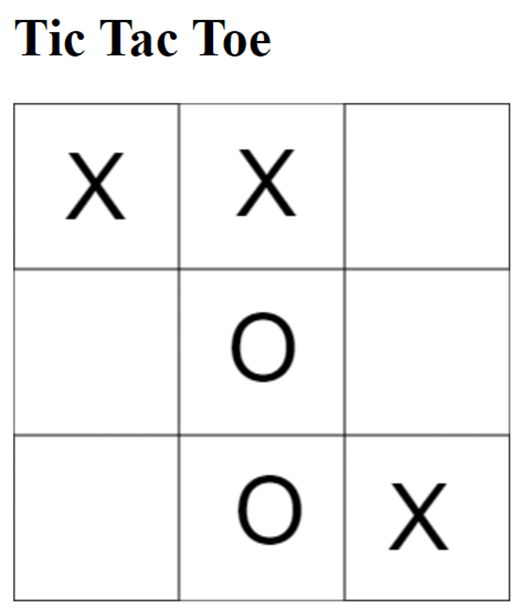 Tic Tac Toe
X X
O
O X